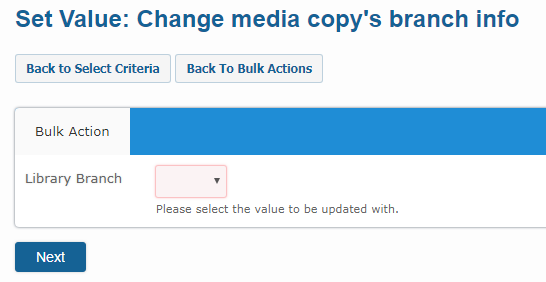 Set Value: Change media copy's branch info
Back to Select Criteria
Back To Bulk Actions
Bulk Action
Library Branch
Please select the value to be updated with.
Next